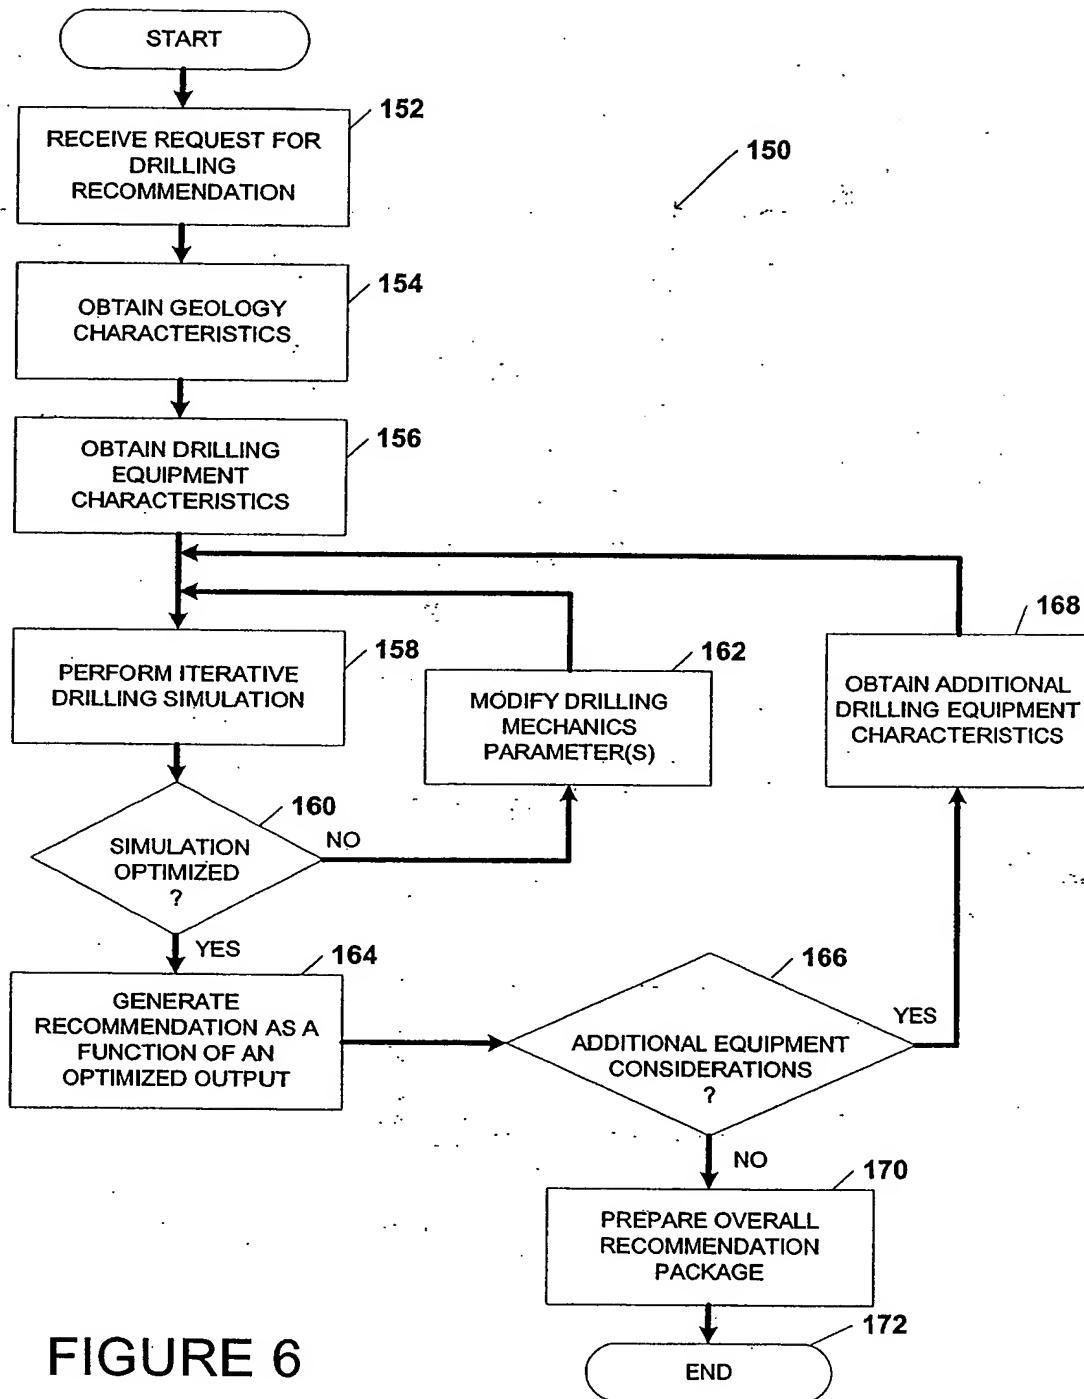 START
152
RECEIVE REQUEST FOR
DRILLING
RECOMMENDATION
150
154
OBTAIN GEOLOGY
CHARACTERISTICS
156
OBTAIN DRILLING
EQUIPMENT
CHARACTERISTICS
158
PERFORM ITERATIVE
DRILLING SIMULATION
162
MODIFY DRILLING
MECHANICS
PARAMETER(S)
168
OBTAIN ADDITIONAL
DRILLING EQUIPMENT
CHARACTERISTICS
160
SIMULATION
OPTIMIZED
?
NO
YES
164
GENERATE
RECOMMENDATION AS A
FUNCTION OF AN
OPTIMIZED OUTPUT
166
ADDITIONAL EQUIPMENT
CONSIDERATIONS
?
YES
NO
170
PREPARE OVERALL
RECOMMENDATION
PACKAGE
172
END
FIGURE 6